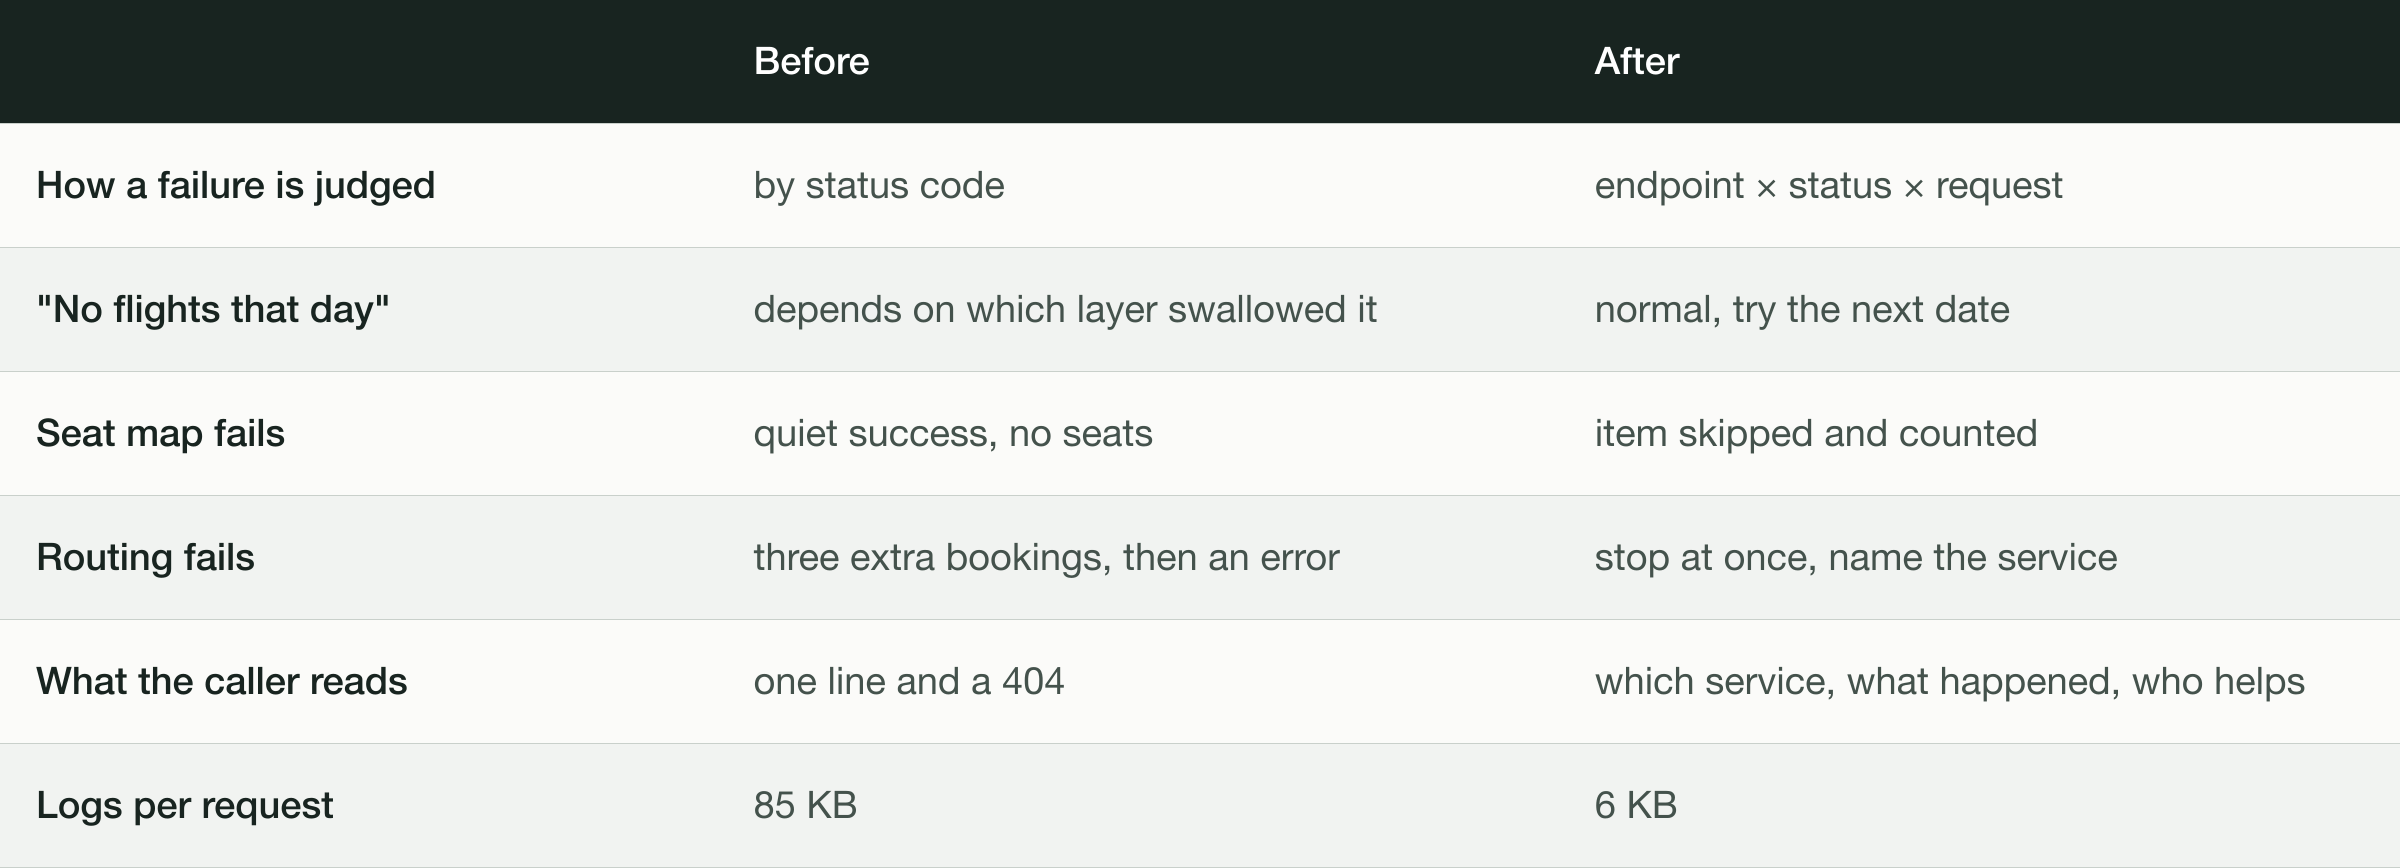 Before After
How a failure is judged by status code endpoint × status × request
"No flights that day" depends on which layer swallowed it normal, try the next date
Seat map fails quiet success, no seats item skipped and counted
Routing fails three extra bookings, then an error stop at once, name the service
What the caller reads one line and a 404 which service, what happened, who helps
Logs per request 85 KB 6 KB